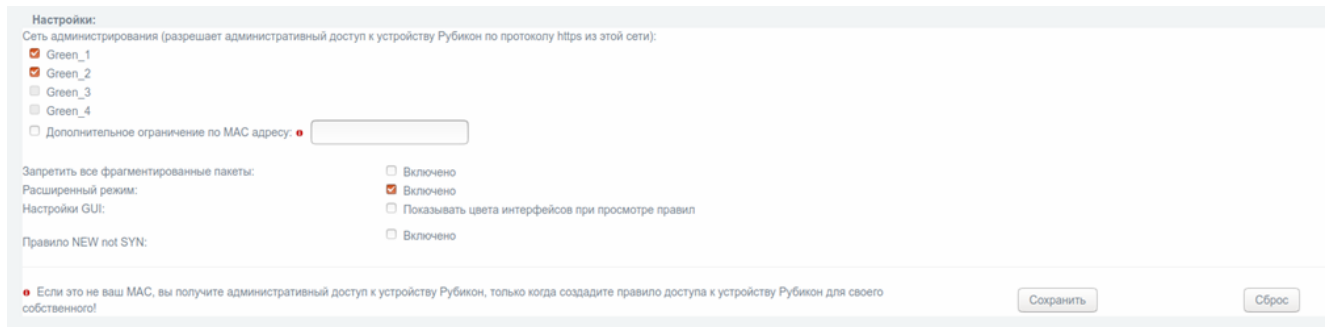 Настройки:
Сеть администрирования (разрешает административный доступ к устройству Рубикон по протоколу https из этой сети):
Green_1
Green_2
Green_3
Green_4
Дополнительное ограничение по MAC адресу:
Запретить все фрагментированные пакеты: Включено
Расширенный режим: Включено
Настройки GUI: Показывать цвета интерфейсов при просмотре правил
Правило NEW not SYN: Включено
Если это не ваш MAC, вы получите административный доступ к устройству Рубикон, только когда создадите правило доступа к устройству Рубикон для своего
собственного!
Сохранить
Сброс